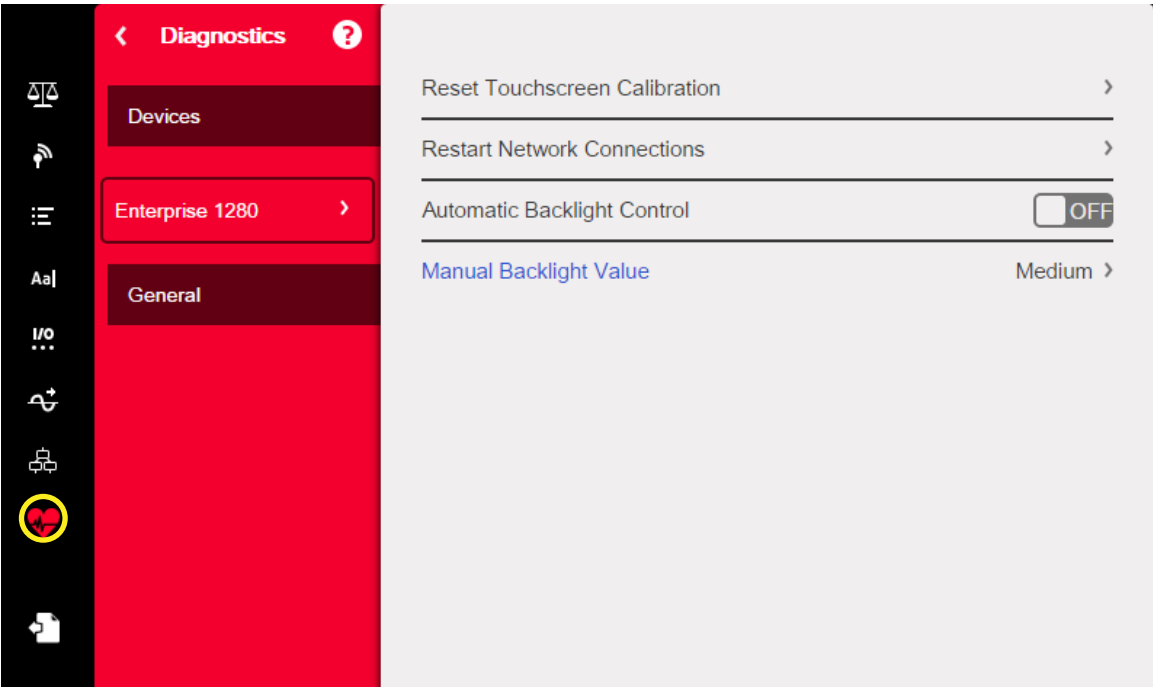 Diagnostics
?
Devices
Enterprise 1280
General
Aa
I/O
Reset Touchscreen Calibration
Restart Network Connections
Automatic Backlight Control
OFF
Manual Backlight Value
Medium